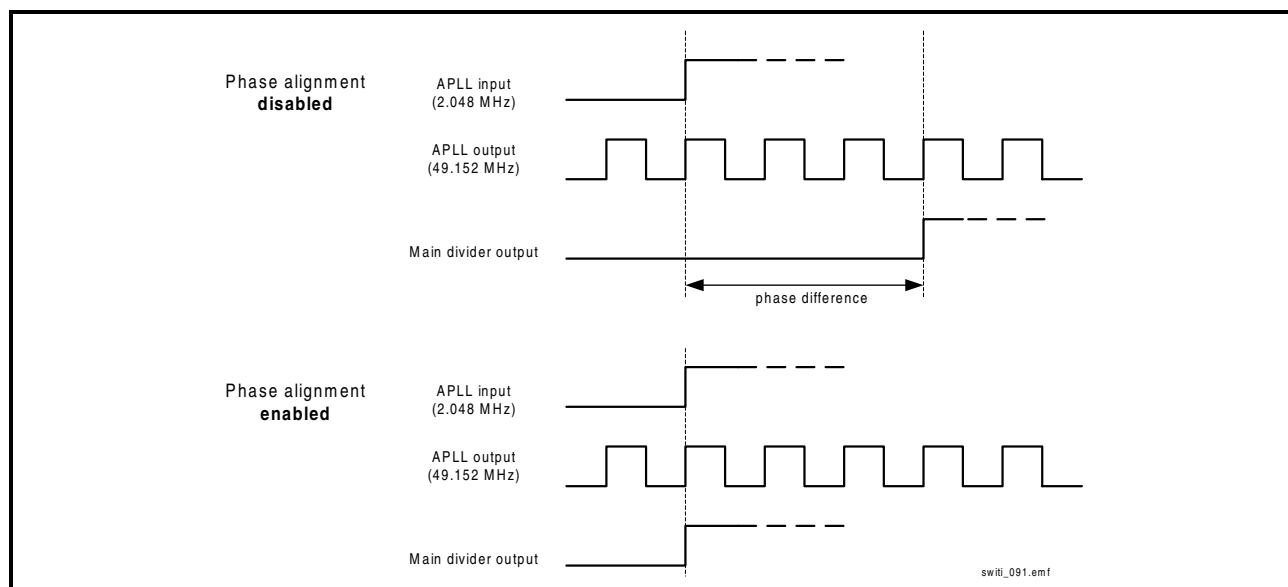 Phase alignment
disabled
APLL input
(2.048 MHz)
APLL output
(49.152 MHz)
Main divider output
phase difference
Phase alignment
enabled
APLL input
(2.048 MHz)
APLL output
(49.152 MHz)
Main divider output
switi_091.emf